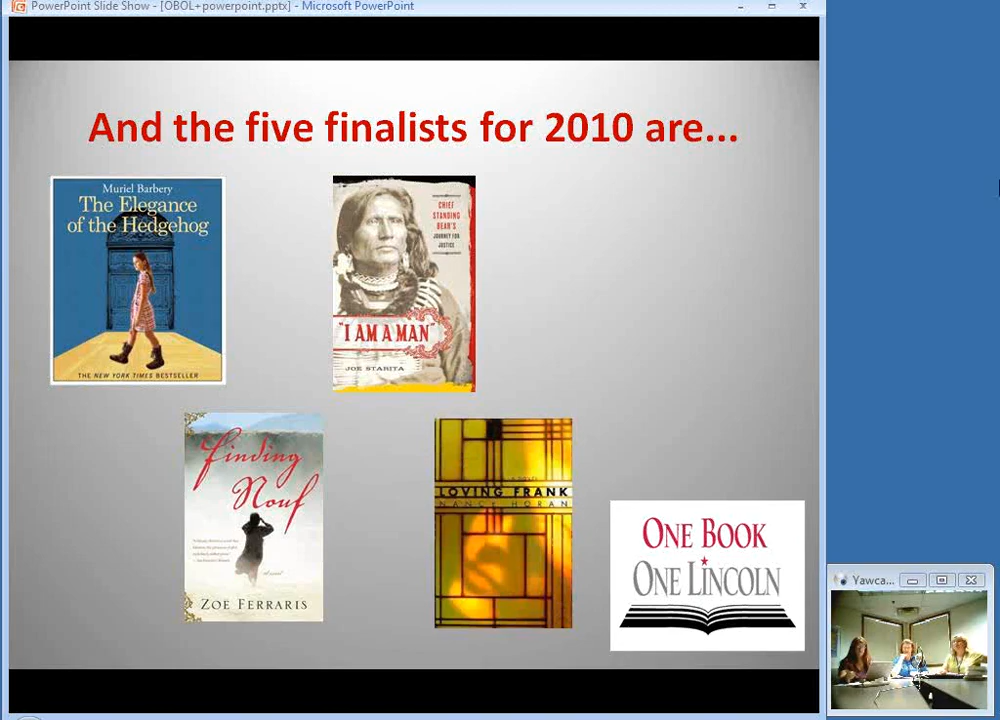 PowerPoint Slide Show - [OBOL+powerpoint.pptx] - Microsoft PowerPoint
And the five finalists for 2010 are...
Muriel Barbery
The Elegance
of the Hedgehog
THE NEW YORK TIMES BESTSELLER
CHIEF
STANDING
BEAR'S
JOURNEY FOR
JUSTICE
"I AM A MAN"
JOE STARITA
Finding
Nouf
a novel
ZOË FERRARIS
A NOVEL
LOVING FRANK
NANCY HORAN
ONE BOOK
ONE LINCOLN
Yawca...